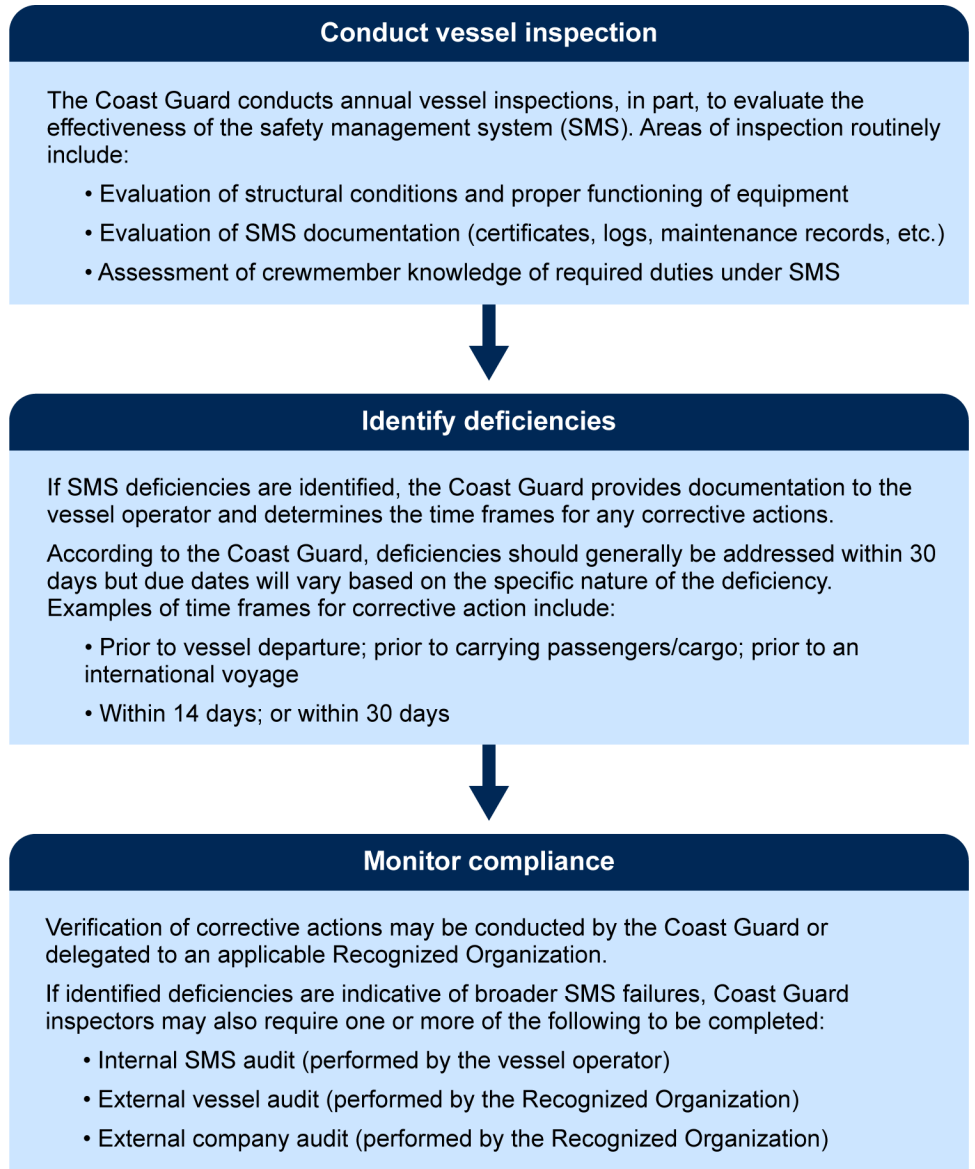 Conduct vessel inspection
The Coast Guard conducts annual vessel inspections, in part, to evaluate the
effectiveness of the safety management system (SMS). Areas of inspection routinely
include:
• Evaluation of structural conditions and proper functioning of equipment
• Evaluation of SMS documentation (certificates, logs, maintenance records, etc.)
• Assessment of crewmember knowledge of required duties under SMS
Identify deficiencies
If SMS deficiencies are identified, the Coast Guard provides documentation to the
vessel operator and determines the time frames for any corrective actions.
According to the Coast Guard, deficiencies should generally be addressed within 30
days but due dates will vary based on the specific nature of the deficiency.
Examples of time frames for corrective action include:
• Prior to vessel departure; prior to carrying passengers/cargo; prior to an
international voyage
• Within 14 days; or within 30 days
Monitor compliance
Verification of corrective actions may be conducted by the Coast Guard or
delegated to an applicable Recognized Organization.
If identified deficiencies are indicative of broader SMS failures, Coast Guard
inspectors may also require one or more of the following to be completed:
• Internal SMS audit (performed by the vessel operator)
• External vessel audit (performed by the Recognized Organization)
• External company audit (performed by the Recognized Organization)